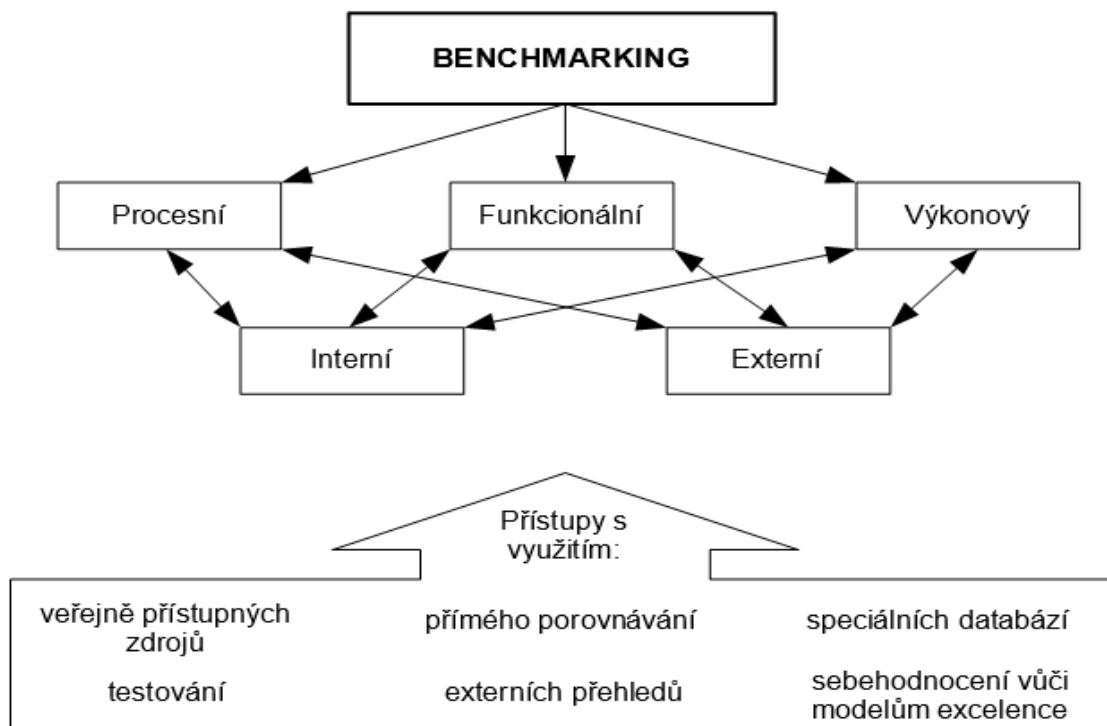 BENCHMARKING
Procesní
Funkcionální
Výkonový
Interní
Externí
Přístupy s
využitím:
veřejně přístupných
zdrojů
přímého porovnávání
speciálních databází
testování
externích přehledů
sebehodnocení vůči
modelům excelence